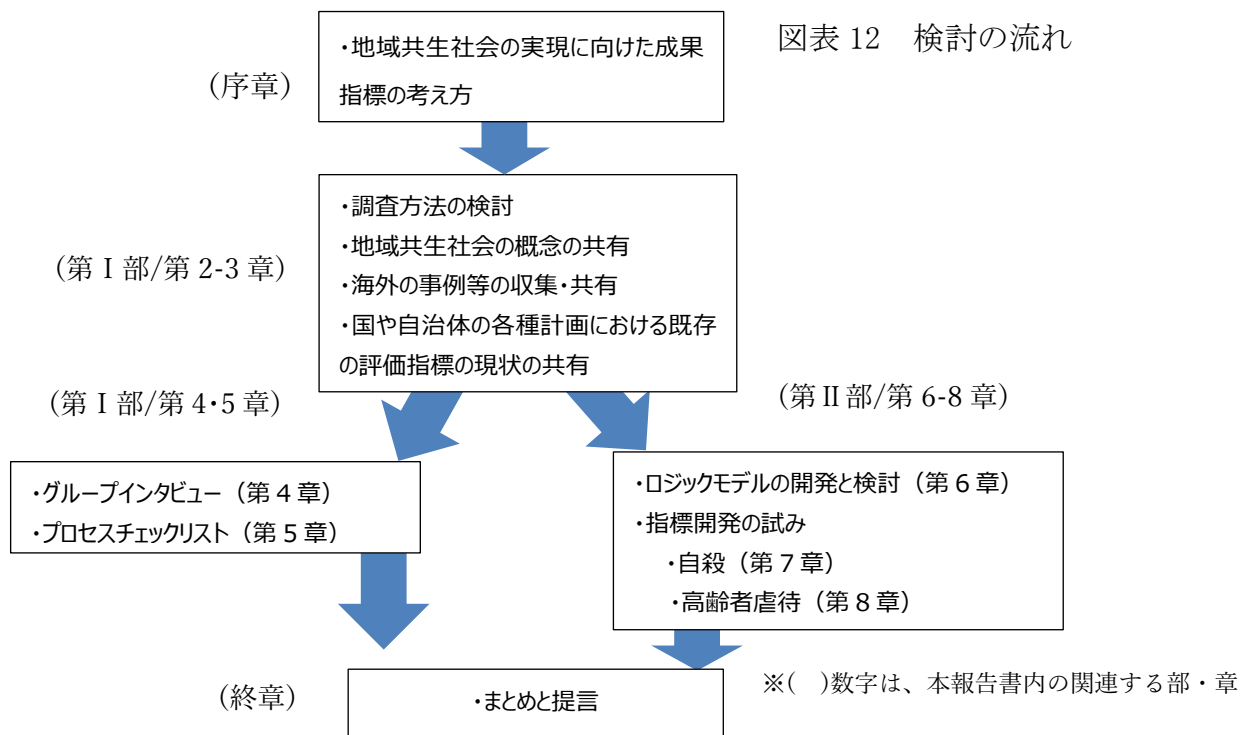 図表 12　検討の流れ
(序章)
・地域共生社会の実現に向けた成果
指標の考え方
(第Ⅰ部/第 2-3 章)
・調査方法の検討
・地域共生社会の概念の共有
・海外の事例等の収集・共有
・国や自治体の各種計画における既存
の評価指標の現状の共有
(第Ⅰ部/第 4・5 章)
・グループインタビュー（第４章）
・プロセスチェックリスト（第５章）
(第Ⅱ部/第 6-8 章)
・ロジックモデルの開発と検討（第６章）
・指標開発の試み
・自殺（第７章）
・高齢者虐待（第８章）
(終章)
・まとめと提言
※(　)数字は、本報告書内の関連する部・章